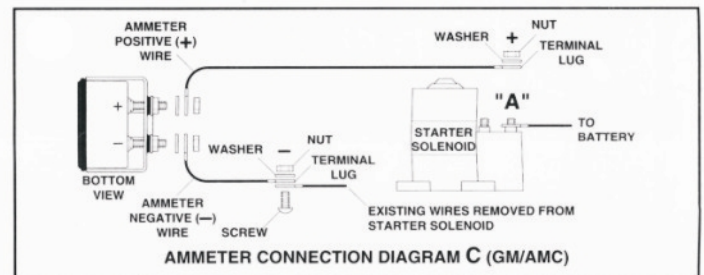 AMMETER
POSITIVE (+)
WIRE
WASHER
+
NUT
TERMINAL
LUG
"A"
+
−
STARTER
SOLENOID
TO
BATTERY
BOTTOM
VIEW
WASHER
−
NUT
TERMINAL
LUG
AMMETER
NEGATIVE (—)
WIRE
SCREW
EXISTING WIRES REMOVED FROM
STARTER SOLENOID
AMMETER CONNECTION DIAGRAM C (GM/AMC)